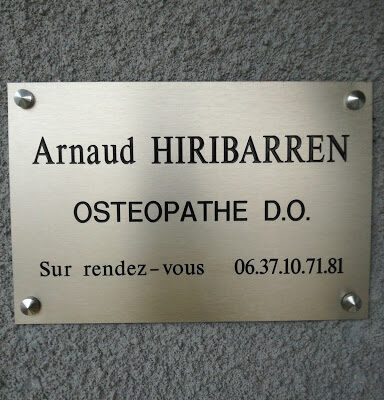 Arnaud HIRIBARREN
OSTEOPATHE D.O.
Sur rendez-vous 06.37.10.71.81